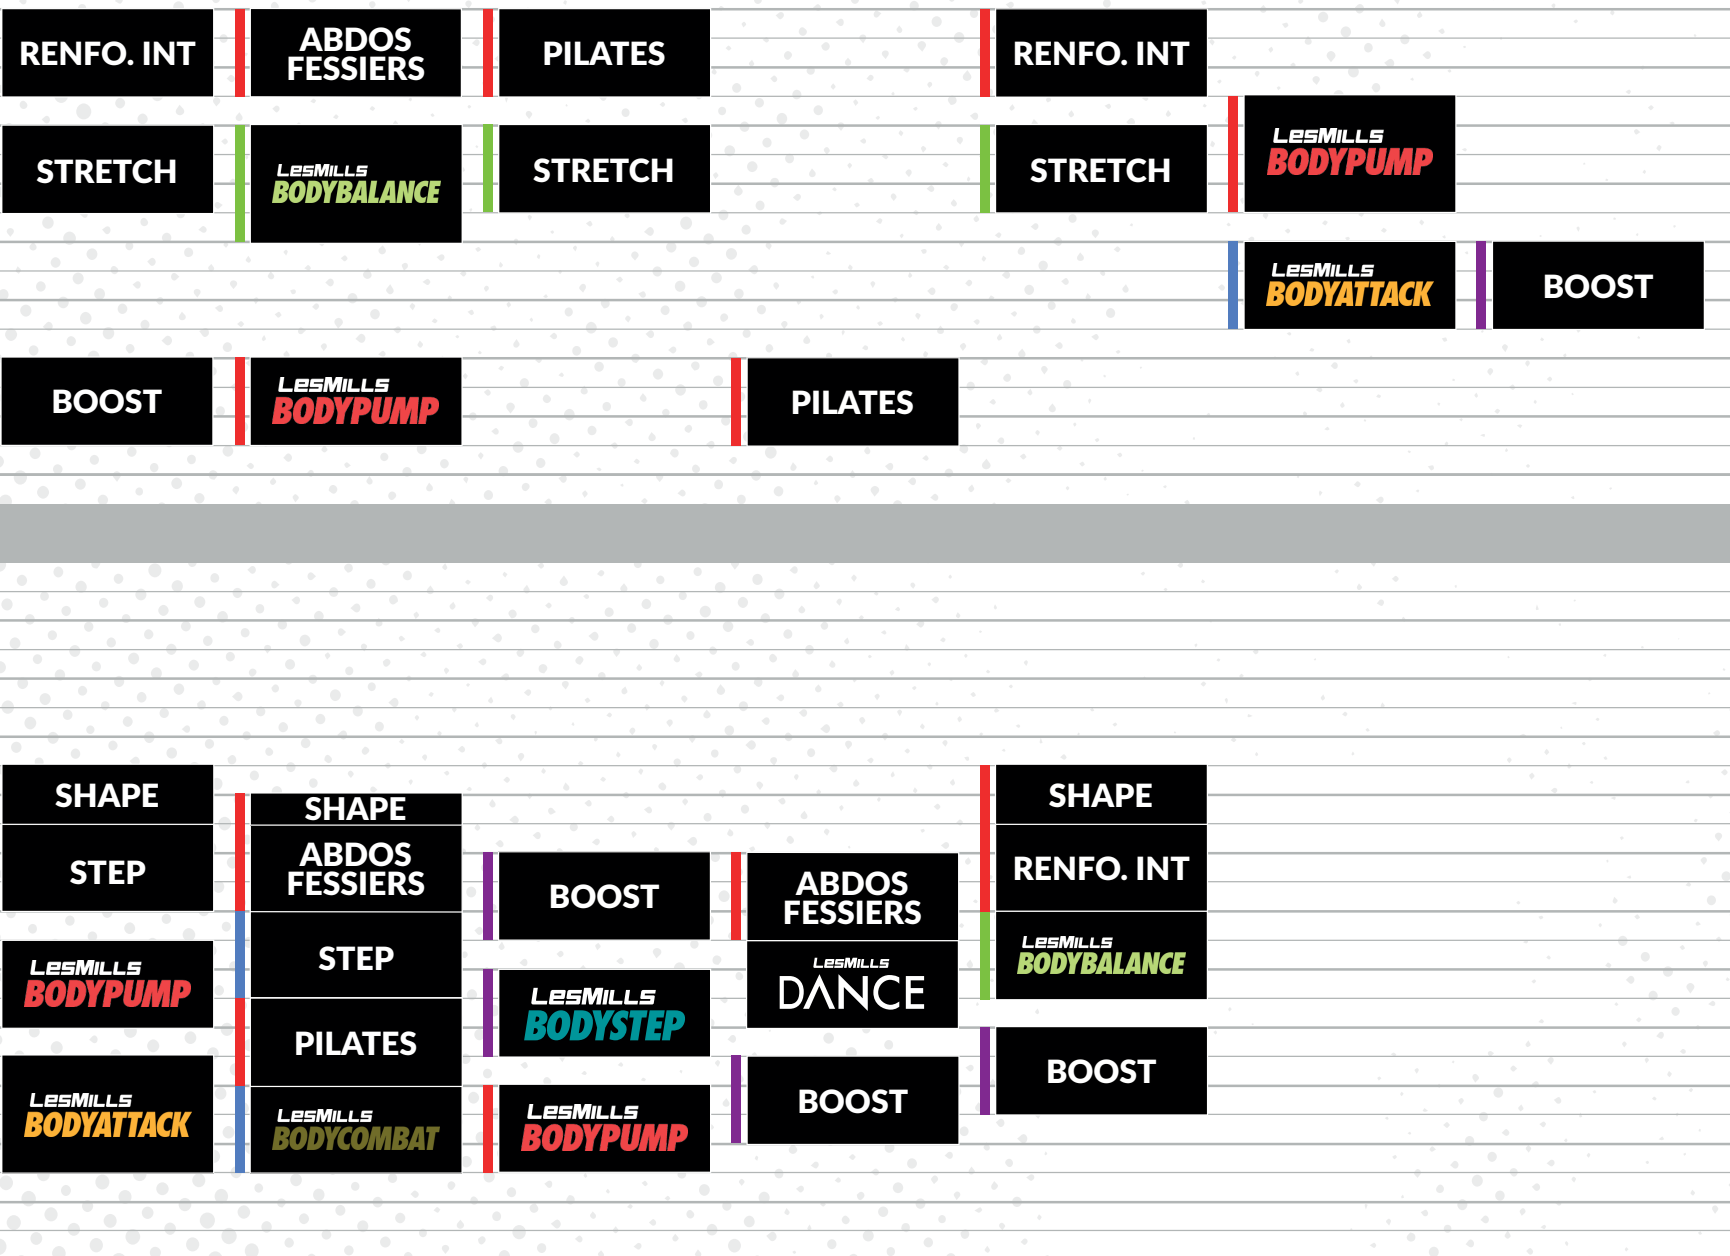 RENFO. INT
ABDOS
FESSIERS
PILATES
RENFO. INT
STRETCH
LESMILLS
BODYBALANCE
STRETCH
STRETCH
LESMILLS
BODYPUMP
LESMILLS
BODYATTACK
BOOST
BOOST
LESMILLS
BODYPUMP
PILATES
SHAPE
SHAPE
SHAPE
STEP
ABDOS
FESSIERS
BOOST
ABDOS
FESSIERS
RENFO. INT
LESMILLS
BODYPUMP
STEP
LESMILLS
BODYSTEP
LESMILLS
DANCE
LESMILLS
BODYBALANCE
PILATES
LESMILLS
BODYATTACK
LESMILLS
BODYCOMBAT
LESMILLS
BODYPUMP
BOOST
BOOST